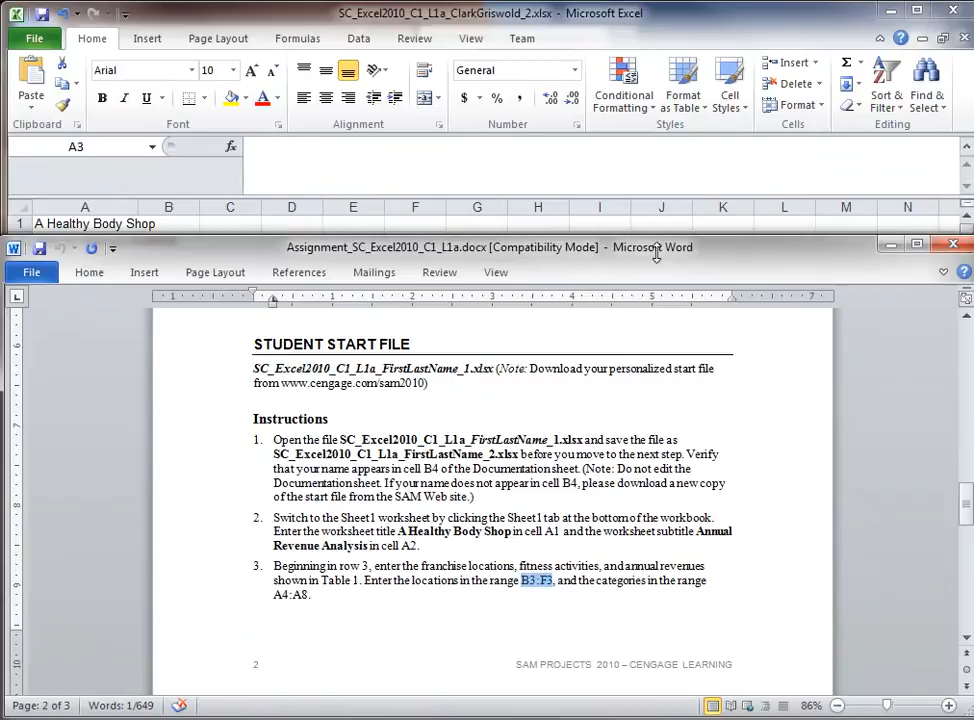 SC_Excel2010_C1_L1a_ClarkGriswold_2.xlsx - Microsoft Excel
File Home Insert Page Layout Formulas Data Review View Team
Arial 10 General Insert
Paste Conditional Format Cell Delete Sort & Find &
Formatting as Table Styles Format Filter Select
Clipboard Font Alignment Number Styles Cells Editing
A3 fx
A B C D E F G H I J K L M N
1 A Healthy Body Shop
Assignment_SC_Excel2010_C1_L1a.docx [Compatibility Mode] - Microsoft Word
File Home Insert Page Layout References Mailings Review View
1 1 2 3 4 5 7
STUDENT START FILE
SC_Excel2010_C1_L1a_FirstLastName_1.xlsx (Note: Download your personalized start file
from www.cengage.com/sam2010)
Instructions
1. Open the file SC_Excel2010_C1_L1a_FirstLastName_1.xlsx and save the file as
SC_Excel2010_C1_L1a_FirstLastName_2.xlsx before you move to the next step. Verify
that your name appears in cell B4 of the Documentation sheet. (Note: Do not edit the
Documentation sheet. If your name does not appear in cell B4, please download a new copy
of the start file from the SAM Web site.)
2. Switch to the Sheet1 worksheet by clicking the Sheet1 tab at the bottom of the workbook.
Enter the worksheet title A Healthy Body Shop in cell A1 and the worksheet subtitle Annual
Revenue Analysis in cell A2.
3. Beginning in row 3, enter the franchise locations, fitness activities, and annual revenues
shown in Table 1. Enter the locations in the range B3:F3, and the categories in the range
A4:A8.
2 SAM PROJECTS 2010 – CENGAGE LEARNING
Page: 2 of 3 Words: 1/649 86%